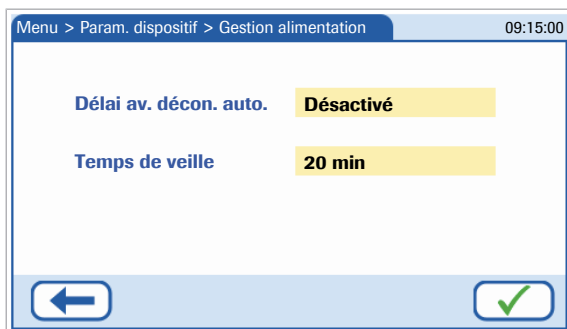 Menu > Param. dispositif > Gestion alimentation 09:15:00
Délai av. décon. auto. Désactivé
Temps de veille 20 min